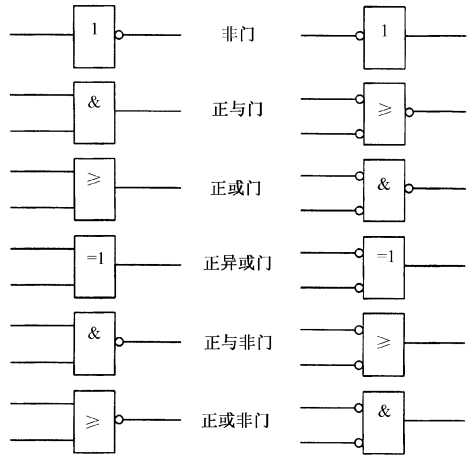 1 非门 1
& 正与门 ≥
≥ 正或门 &
=1 正异或门 =1
& 正与非门 ≥
≥ 正或非门 &